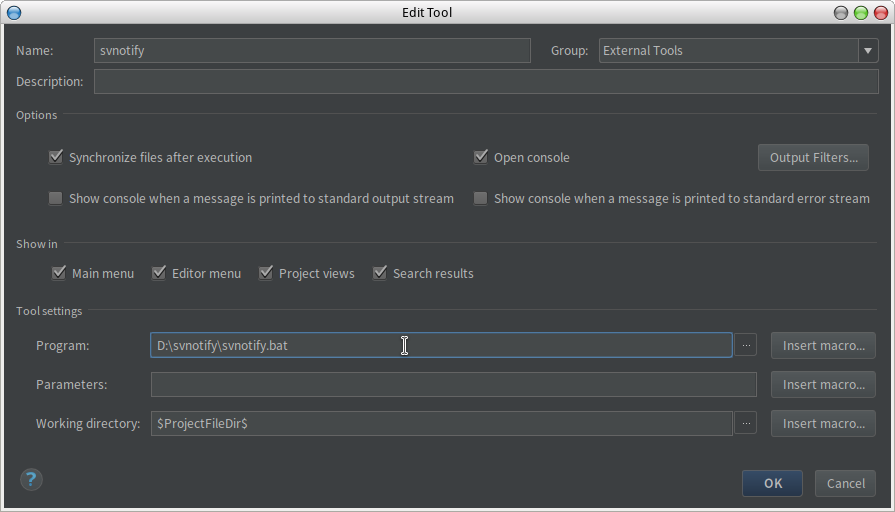 Edit Tool
Name: svnotify Group: External Tools
Description:
Options
Synchronize files after execution Open console Output Filters...
Show console when a message is printed to standard output stream Show console when a message is printed to standard error stream
Show in
Main menu Editor menu Project views Search results
Tool settings
Program: D:\svnotify\svnotify.bat ... Insert macro...
Parameters: Insert macro...
Working directory: $ProjectFileDir$ ... Insert macro...
? OK Cancel